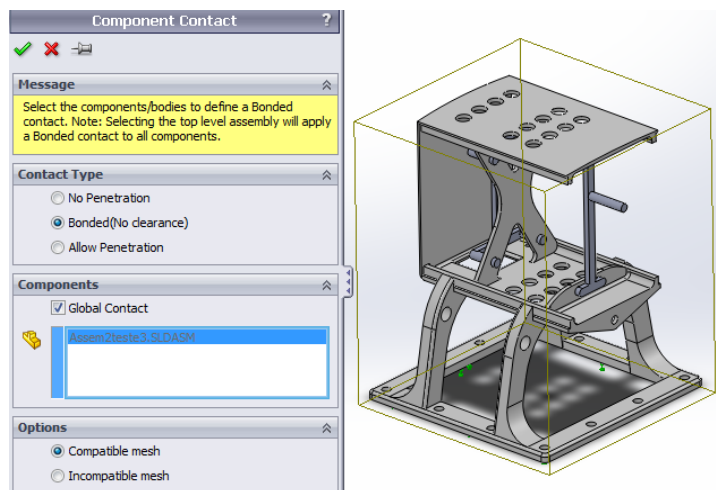 Component Contact ?
Message
Select the components/bodies to define a Bonded
contact. Note: Selecting the top level assembly will apply
a Bonded contact to all components.
Contact Type
No Penetration
Bonded(No clearance)
Allow Penetration
Components
Global Contact
Assem2teste3.SLDASM
Options
Compatible mesh
Incompatible mesh